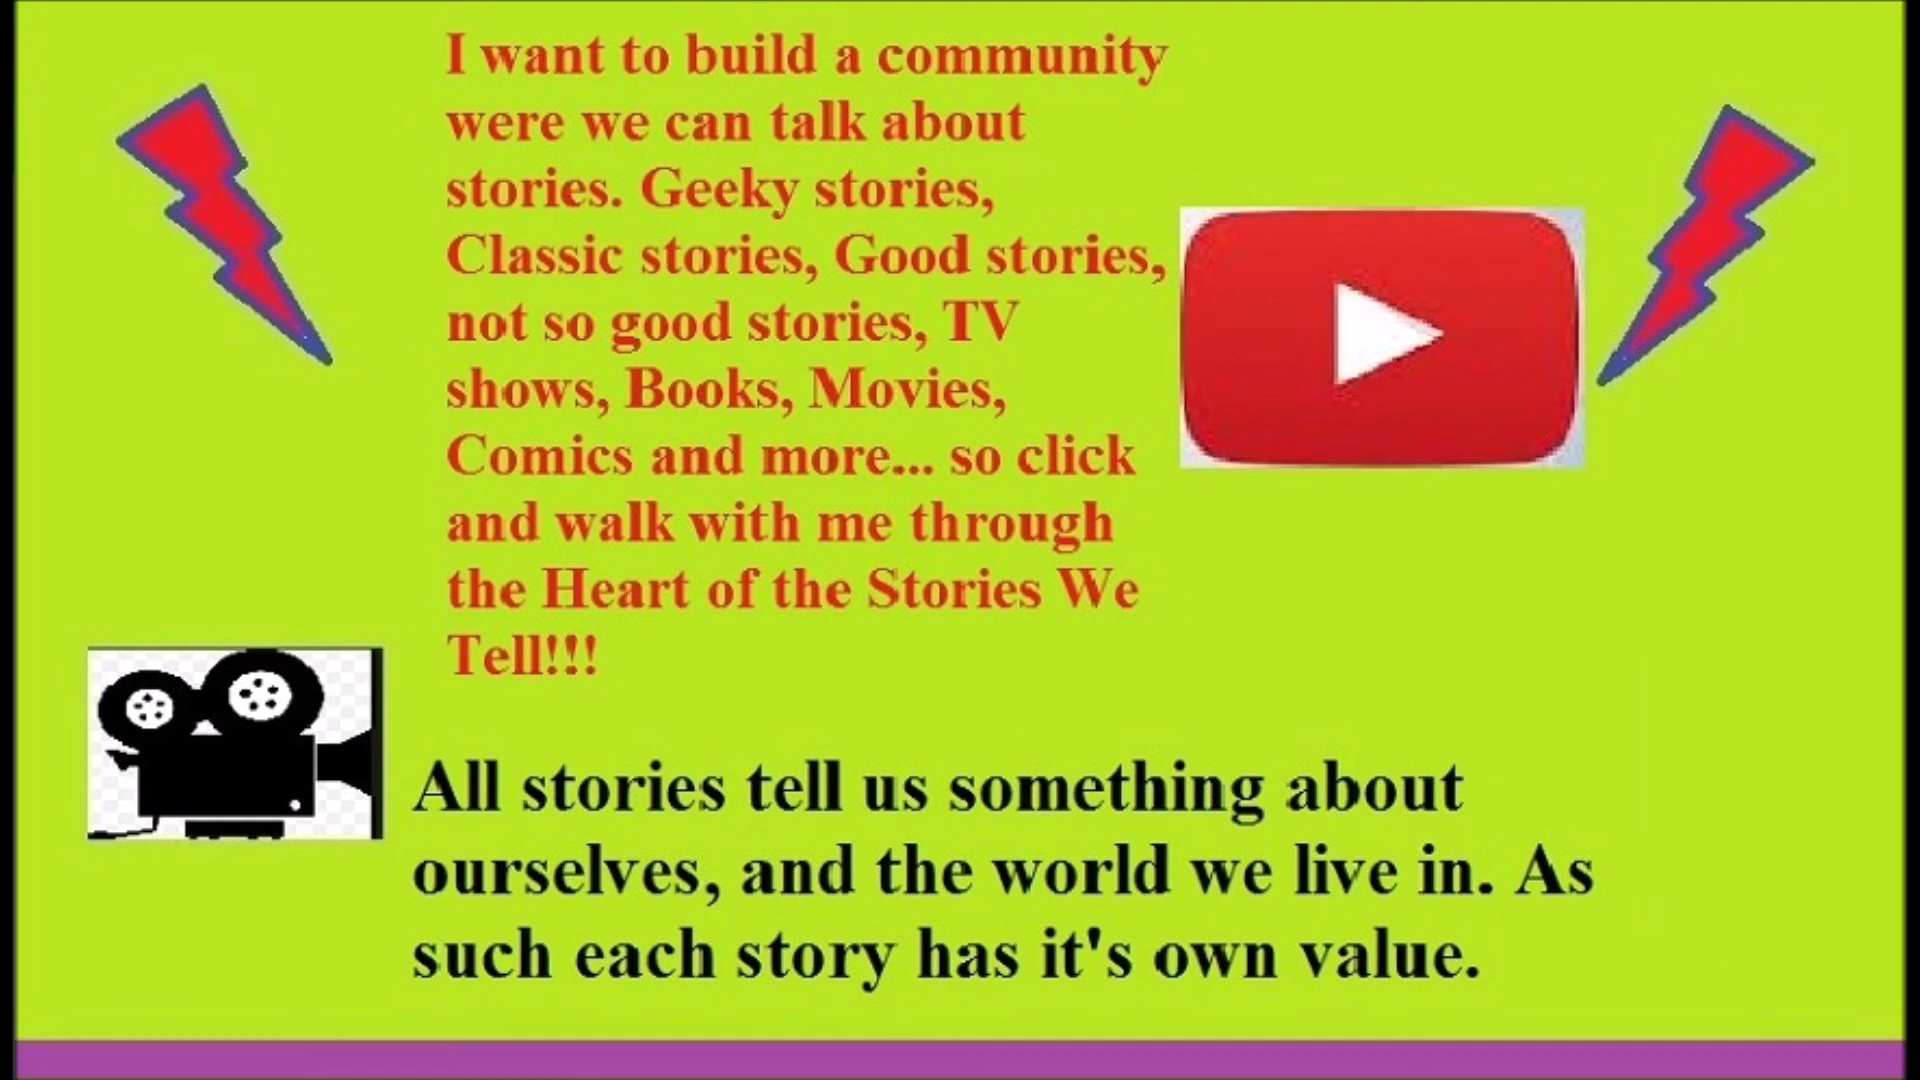 I want to build a community
were we can talk about
stories. Geeky stories,
Classic stories, Good stories,
not so good stories, TV
shows, Books, Movies,
Comics and more... so click
and walk with me through
the Heart of the Stories We
Tell!!!
All stories tell us something about
ourselves, and the world we live in. As
such each story has it's own value.